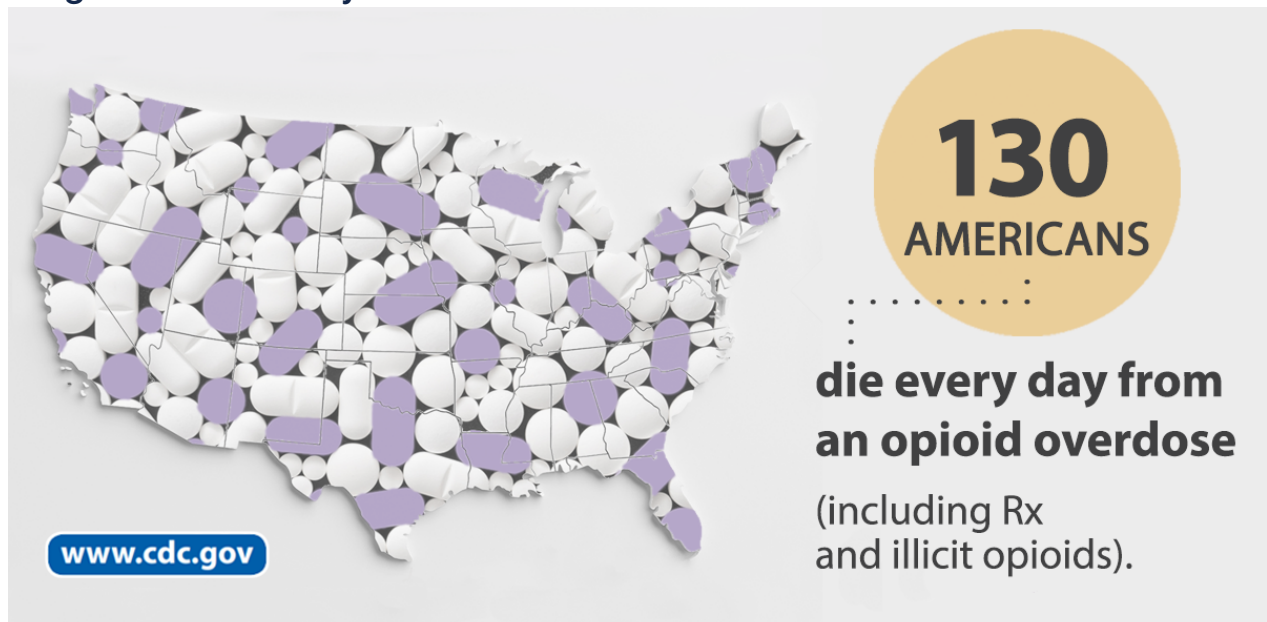 130
AMERICANS
die every day from
an opioid overdose
(including Rx
and illicit opioids).
www.cdc.gov